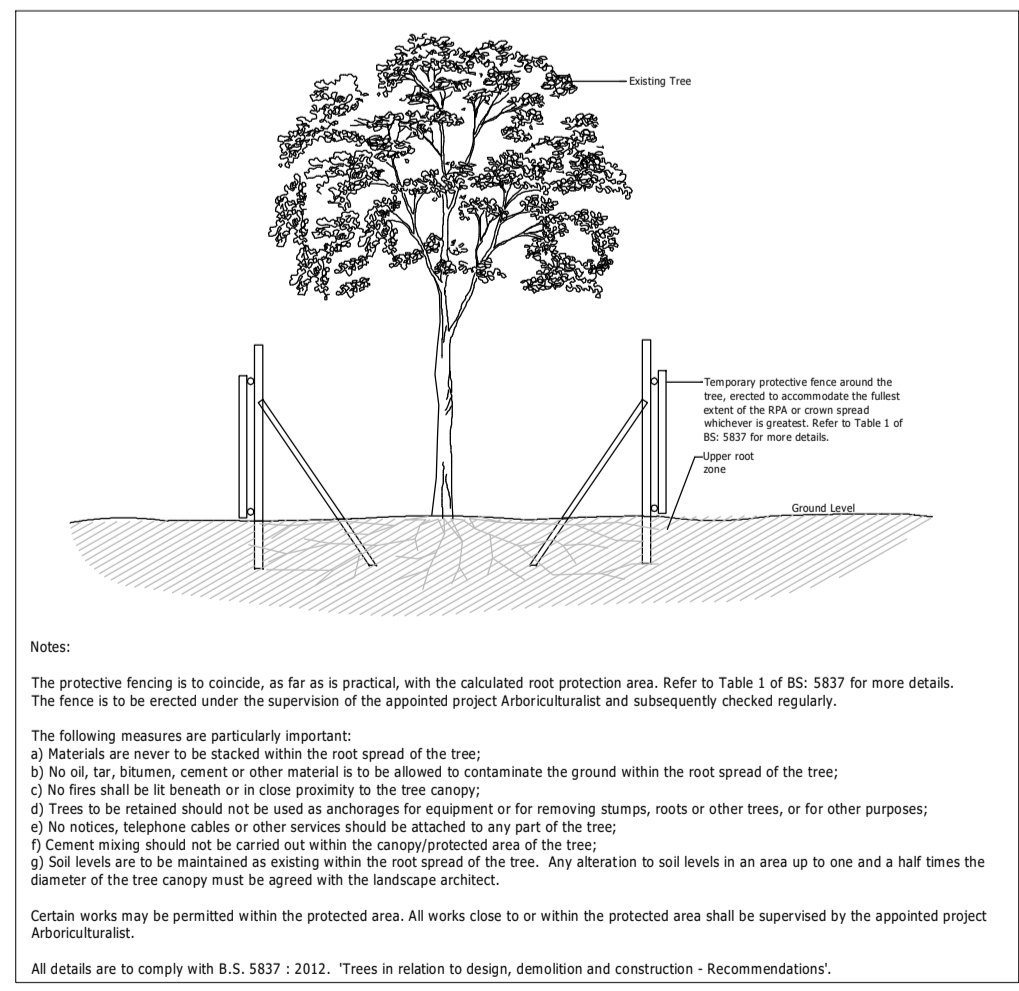 Existing Tree
Temporary protective fence around the
tree, erected to accommodate the fullest
extent of the RPA or crown spread
whichever is greatest. Refer to Table 1 of
BS: 5837 for more details.
Upper root
zone
Ground Level
Notes:
The protective fencing is to coincide, as far as is practical, with the calculated root protection area. Refer to Table 1 of BS: 5837 for more details.
The fence is to be erected under the supervision of the appointed project Arboriculturalist and subsequently checked regularly.
The following measures are particularly important:
a) Materials are never to be stacked within the root spread of the tree;
b) No oil, tar, bitumen, cement or other material is to be allowed to contaminate the ground within the root spread of the tree;
c) No fires shall be lit beneath or in close proximity to the tree canopy;
d) Trees to be retained should not be used as anchorages for equipment or for removing stumps, roots or other trees, or for other purposes;
e) No notices, telephone cables or other services should be attached to any part of the tree;
f) Cement mixing should not be carried out within the canopy/protected area of the tree;
g) Soil levels are to be maintained as existing within the root spread of the tree.  Any alteration to soil levels in an area up to one and a half times the
diameter of the tree canopy must be agreed with the landscape architect.
Certain works may be permitted within the protected area. All works close to or within the protected area shall be supervised by the appointed project
Arboriculturalist.
All details are to comply with B.S. 5837 : 2012.  'Trees in relation to design, demolition and construction - Recommendations'.